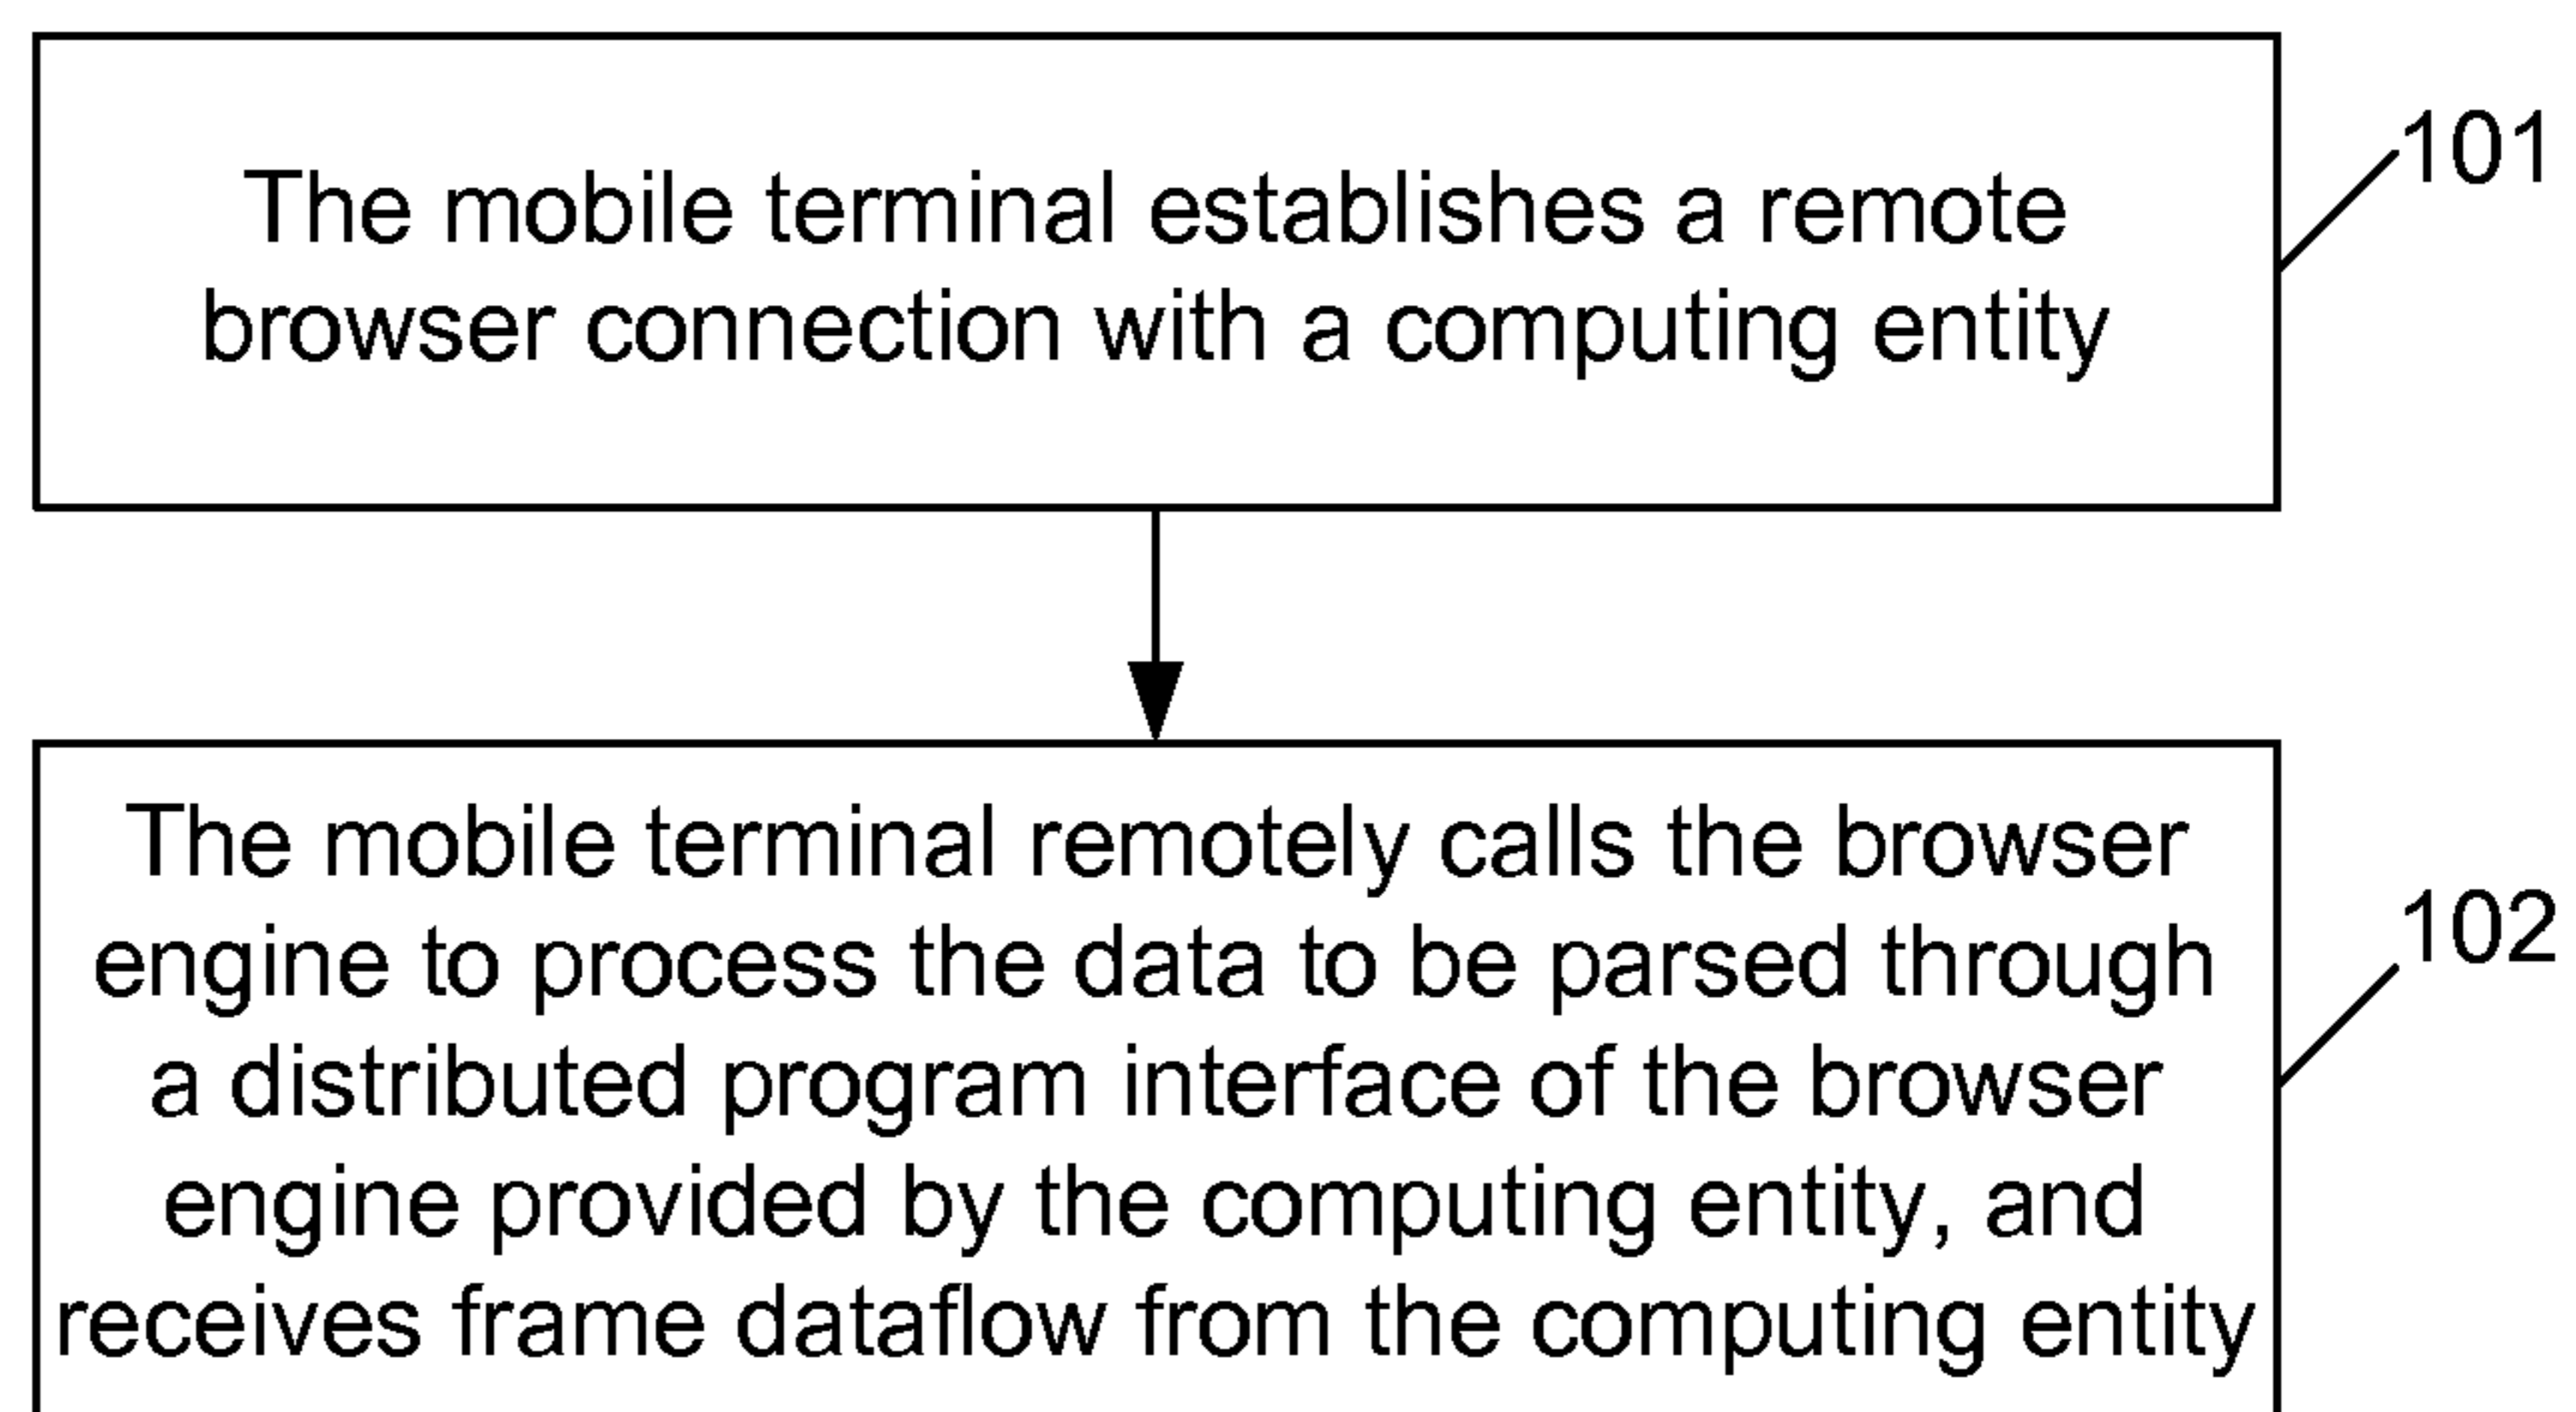 The mobile terminal establishes a remote
browser connection with a computing entity
101
The mobile terminal remotely calls the browser
engine to process the data to be parsed through
a distributed program interface of the browser
engine provided by the computing entity, and
receives frame dataflow from the computing entity
102